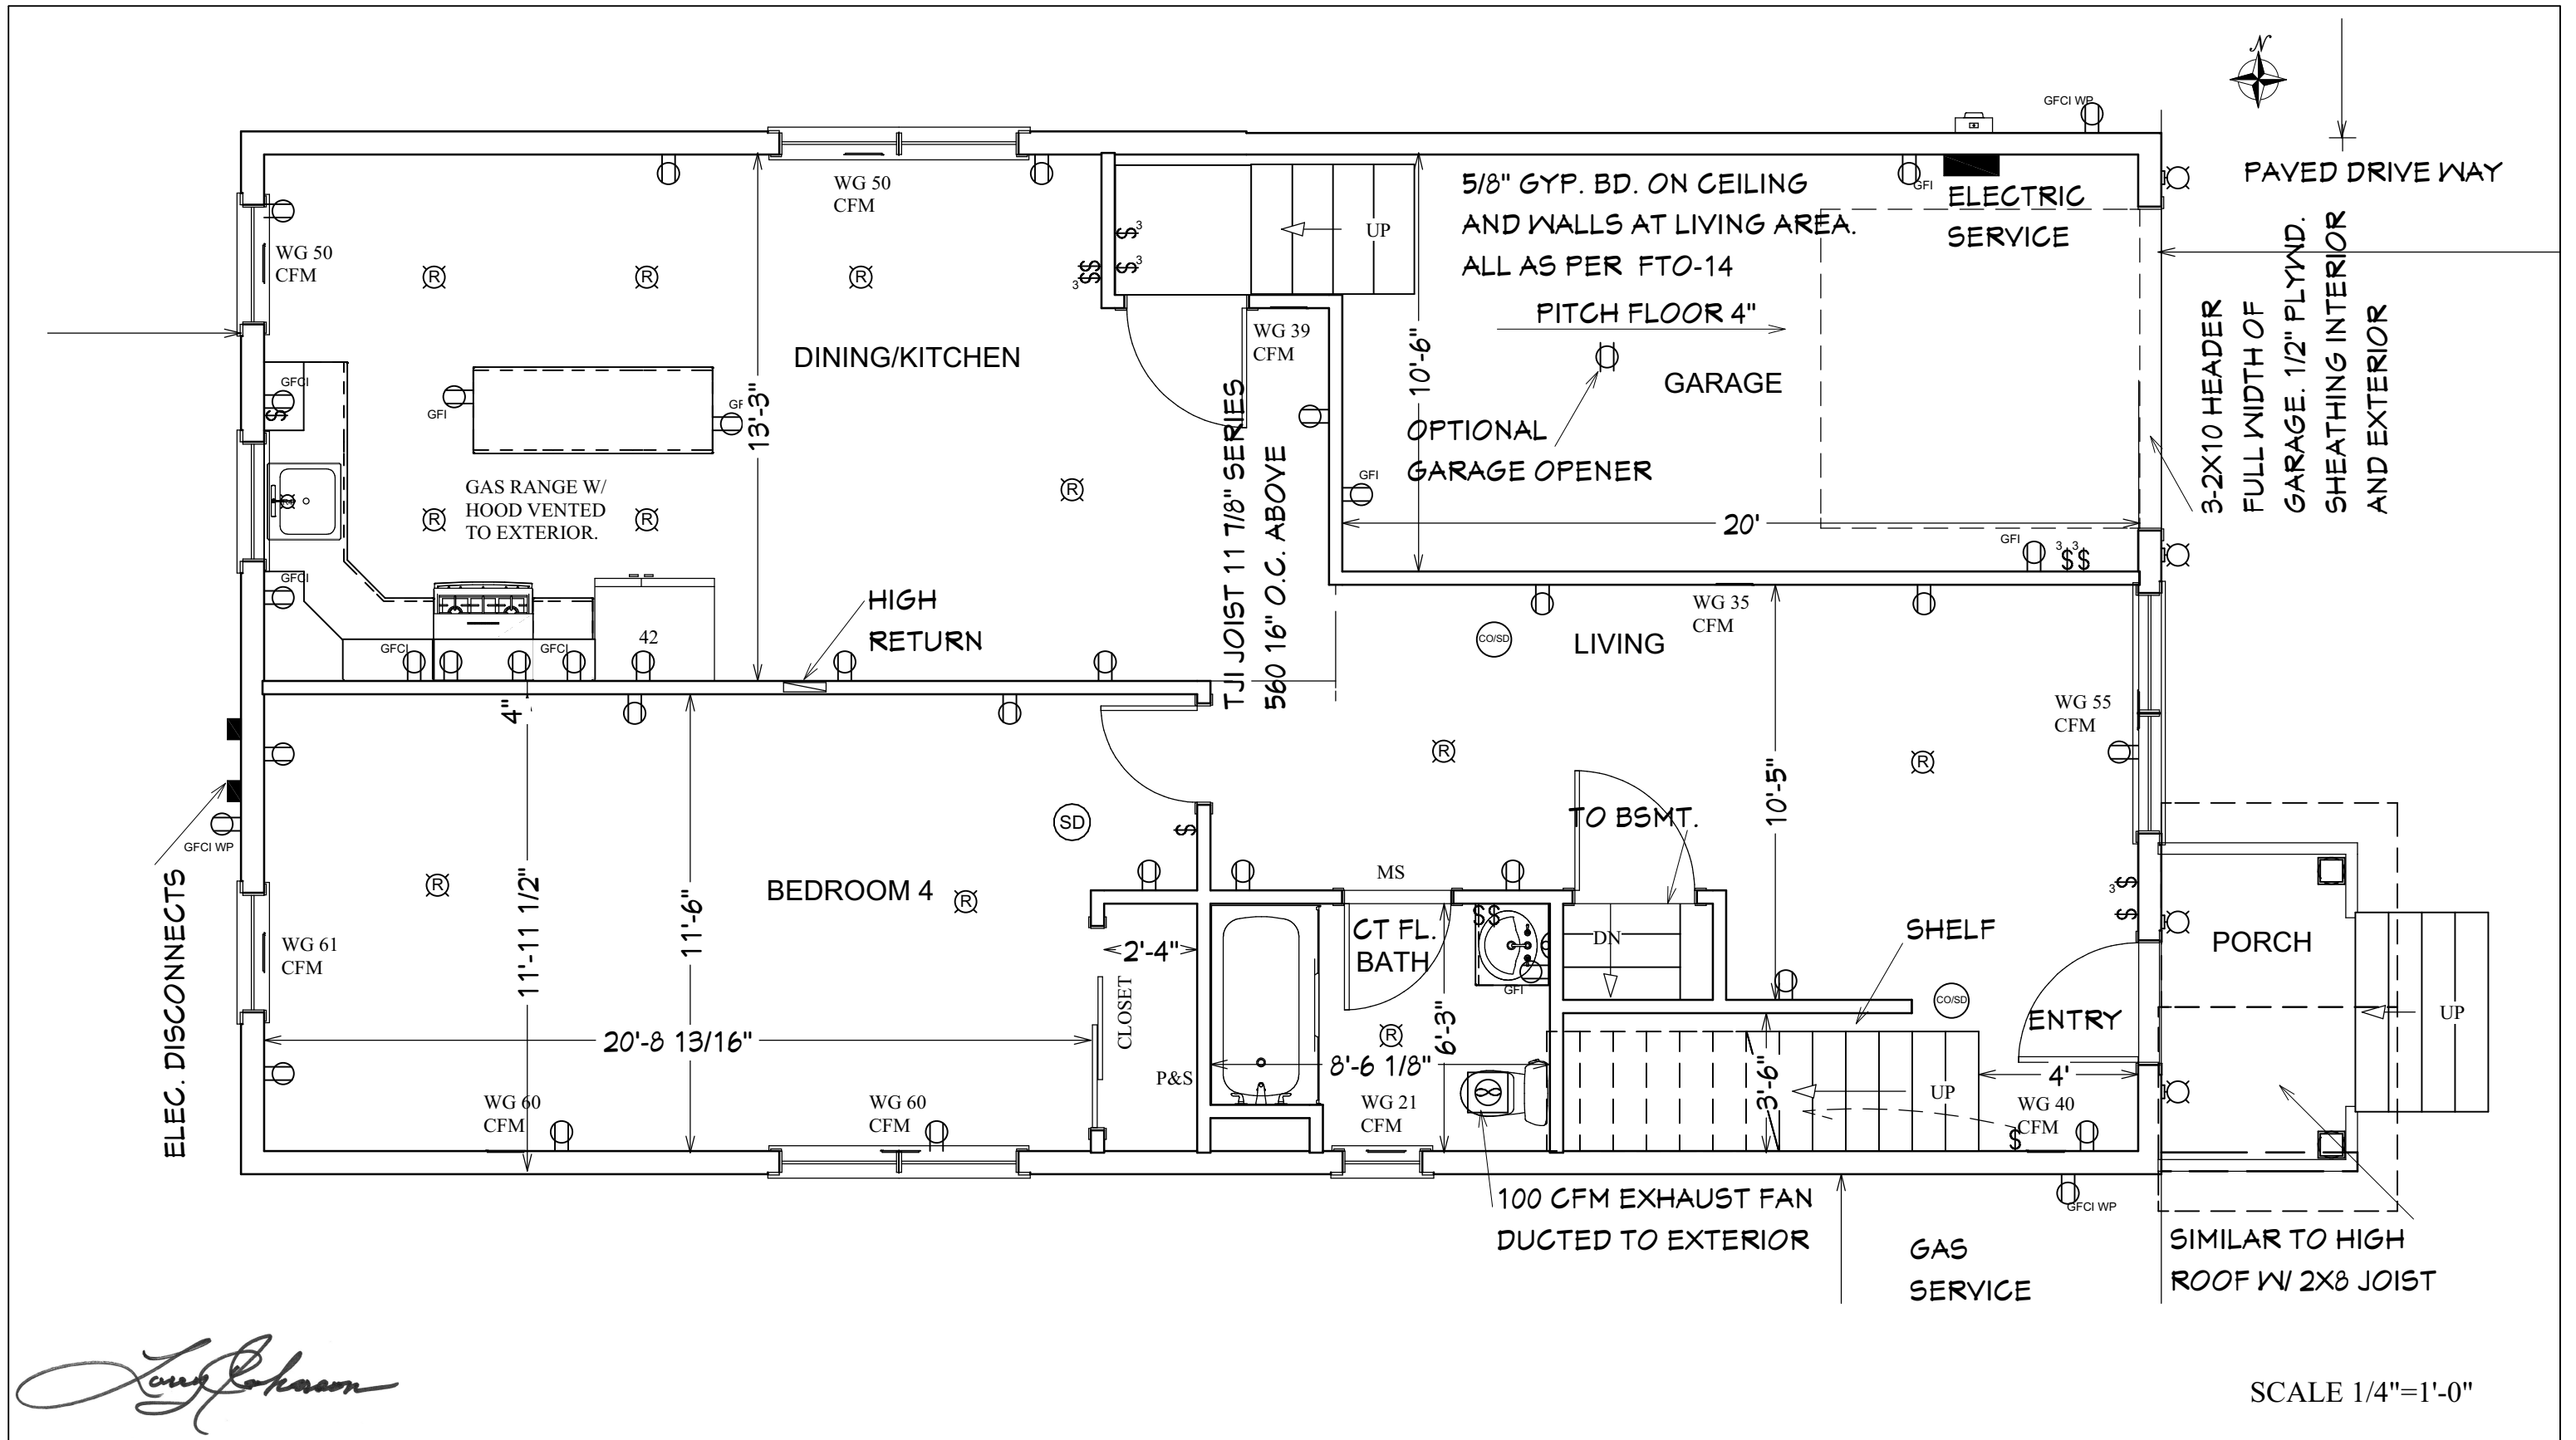 N
GFCI WP
PAVED DRIVE WAY
WG 50
CFM
5/8" GYP. BD. ON CEILING
AND WALLS AT LIVING AREA.
ALL AS PER FTO-14
GFI
ELECTRIC
SERVICE
WG 50
CFM
UP
$3
$3
3$$
R
R
R
PITCH FLOOR 4"
3-2X10 HEADER
FULL WIDTH OF
GARAGE. 1/2" PLYWD.
SHEATHING INTERIOR
AND EXTERIOR
DINING/KITCHEN
WG 39
CFM
10'-6"
GARAGE
GFCI
$
GFI
GF
13'-3"
OPTIONAL
GARAGE OPENER
TJI JOIST 11 7/8" SERIES
560 16" O.C. ABOVE
GFI
GAS RANGE W/
HOOD VENTED
TO EXTERIOR.
R
R
R
20'
GFI
3 3
$$
GFCI
HIGH
RETURN
WG 35
CFM
42
GFCI
GFCI
CO/SD
LIVING
4"
WG 55
CFM
R
R
10'-5"
TO BSMT.
SD
$
GFCI WP
ELEC. DISCONNECTS
R
BEDROOM 4
R
11'-11 1/2"
11'-6"
MS
3$
$
WG 61
CFM
2'-4"
CLOSET
CT FL.
BATH
$$
GFI
DN
SHELF
PORCH
CO/SD
UP
ENTRY
20'-8 13/16"
R
6'-3"
8'-6 1/8"
P&S
3'-6"
UP
4'
WG 60
CFM
WG 60
CFM
WG 21
CFM
WG 40
CFM
$
100 CFM EXHAUST FAN
DUCTED TO EXTERIOR
GFCI WP
GAS
SERVICE
SIMILAR TO HIGH
ROOF W/ 2X8 JOIST
SCALE 1/4"=1'-0"